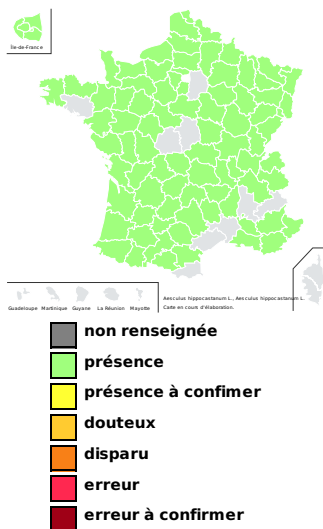 Île-de-France
Aesculus hippocastanum L., Aesculus hippocastanum L.
Carte en cours d'élaboration.
Guadeloupe Martinique Guyane La Réunion Mayotte
non renseignée
présence
présence à confimer
douteux
disparu
erreur
erreur à confirmer